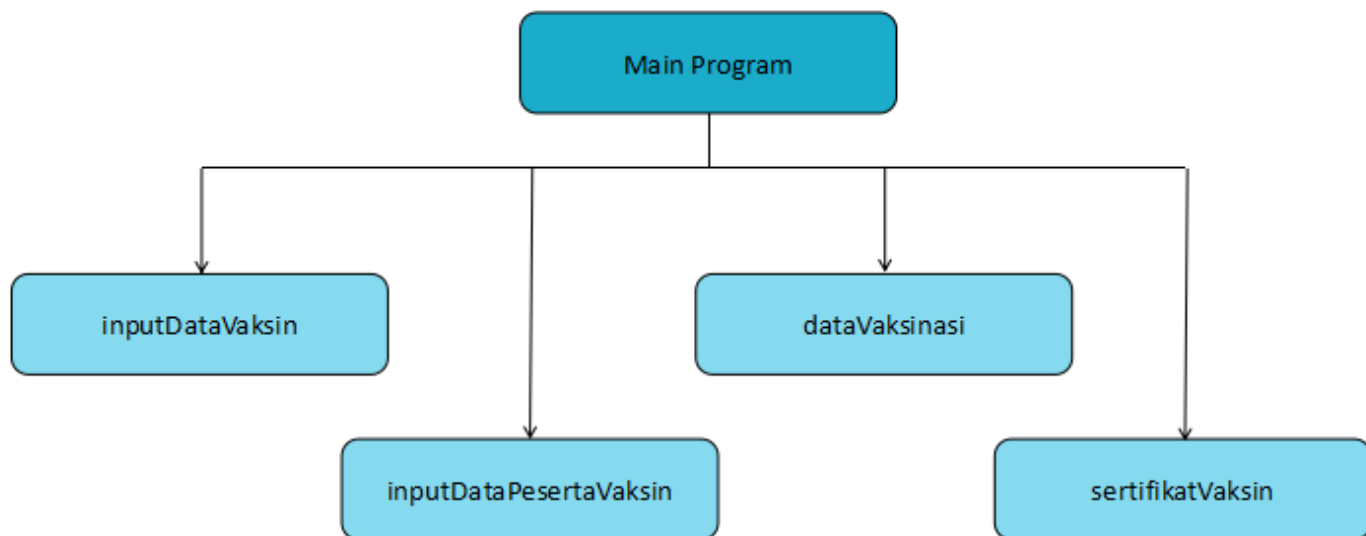 Main Program
inputDataVaksin
dataVaksinasi
inputDataPesertaVaksin
sertifikatVaksin